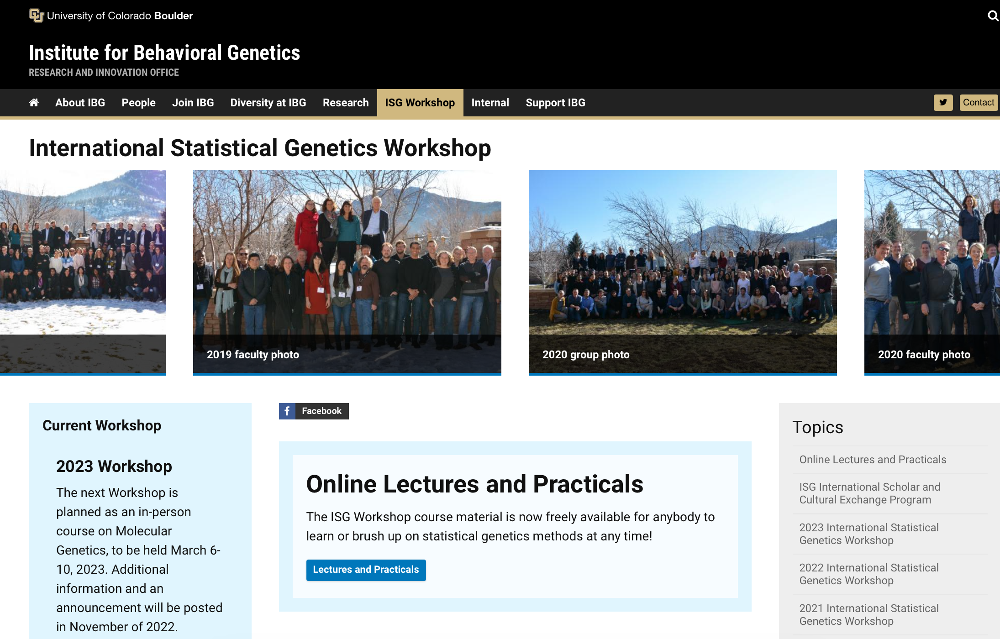 University of Colorado Boulder
Institute for Behavioral Genetics
RESEARCH AND INNOVATION OFFICE
About IBG
People
Join IBG
Diversity at IBG
Research
ISG Workshop
Internal
Support IBG
Contact
International Statistical Genetics Workshop
2019 faculty photo
2020 group photo
2020 faculty photo
Current Workshop
2023 Workshop
The next Workshop is
planned as an in-person
course on Molecular
Genetics, to be held March 6-
10, 2023. Additional
information and an
announcement will be posted
in November of 2022.
Facebook
Online Lectures and Practicals
The ISG Workshop course material is now freely available for anybody to
learn or brush up on statistical genetics methods at any time!
Lectures and Practicals
Topics
Online Lectures and Practicals
ISG International Scholar and
Cultural Exchange Program
2023 International Statistical
Genetics Workshop
2022 International Statistical
Genetics Workshop
2021 International Statistical
Genetics Workshop